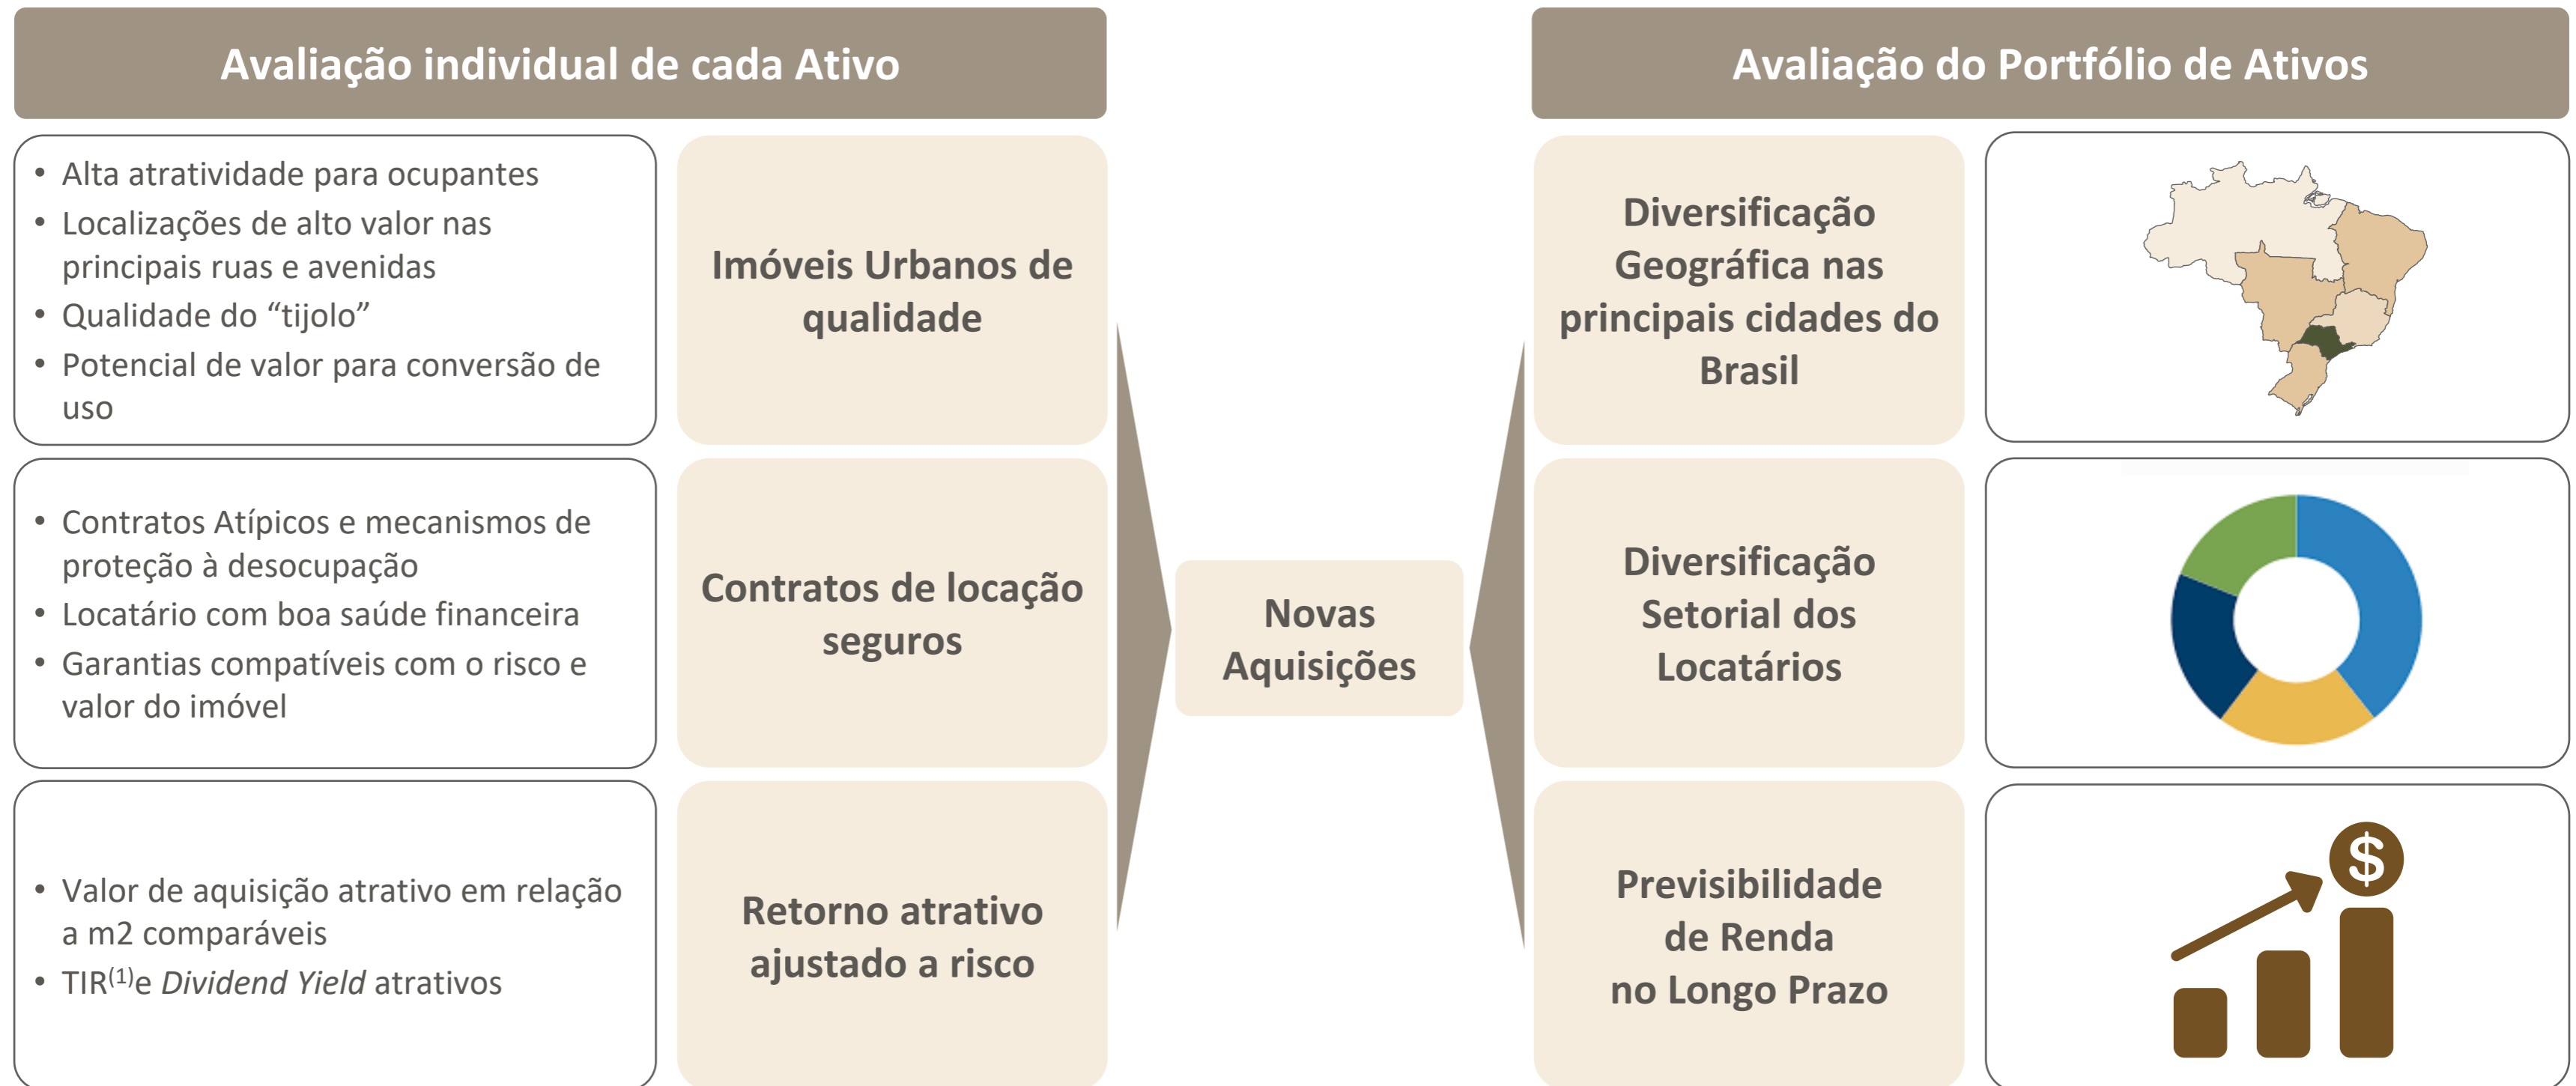 Avaliação individual de cada Ativo
• Alta atratividade para ocupantes
• Localizações de alto valor nas
principais ruas e avenidas
• Qualidade do “tijolo”
• Potencial de valor para conversão de
uso
Imóveis Urbanos de
qualidade
• Contratos Atípicos e mecanismos de
proteção à desocupação
• Locatário com boa saúde financeira
• Garantias compatíveis com o risco e
valor do imóvel
Contratos de locação
seguros
• Valor de aquisição atrativo em relação
a m2 comparáveis
• TIR(1)e Dividend Yield atrativos
Retorno atrativo
ajustado a risco
Novas
Aquisições
Avaliação do Portfólio de Ativos
Diversificação
Geográfica nas
principais cidades do
Brasil
Diversificação
Setorial dos
Locatários
Previsibilidade
de Renda
no Longo Prazo
$